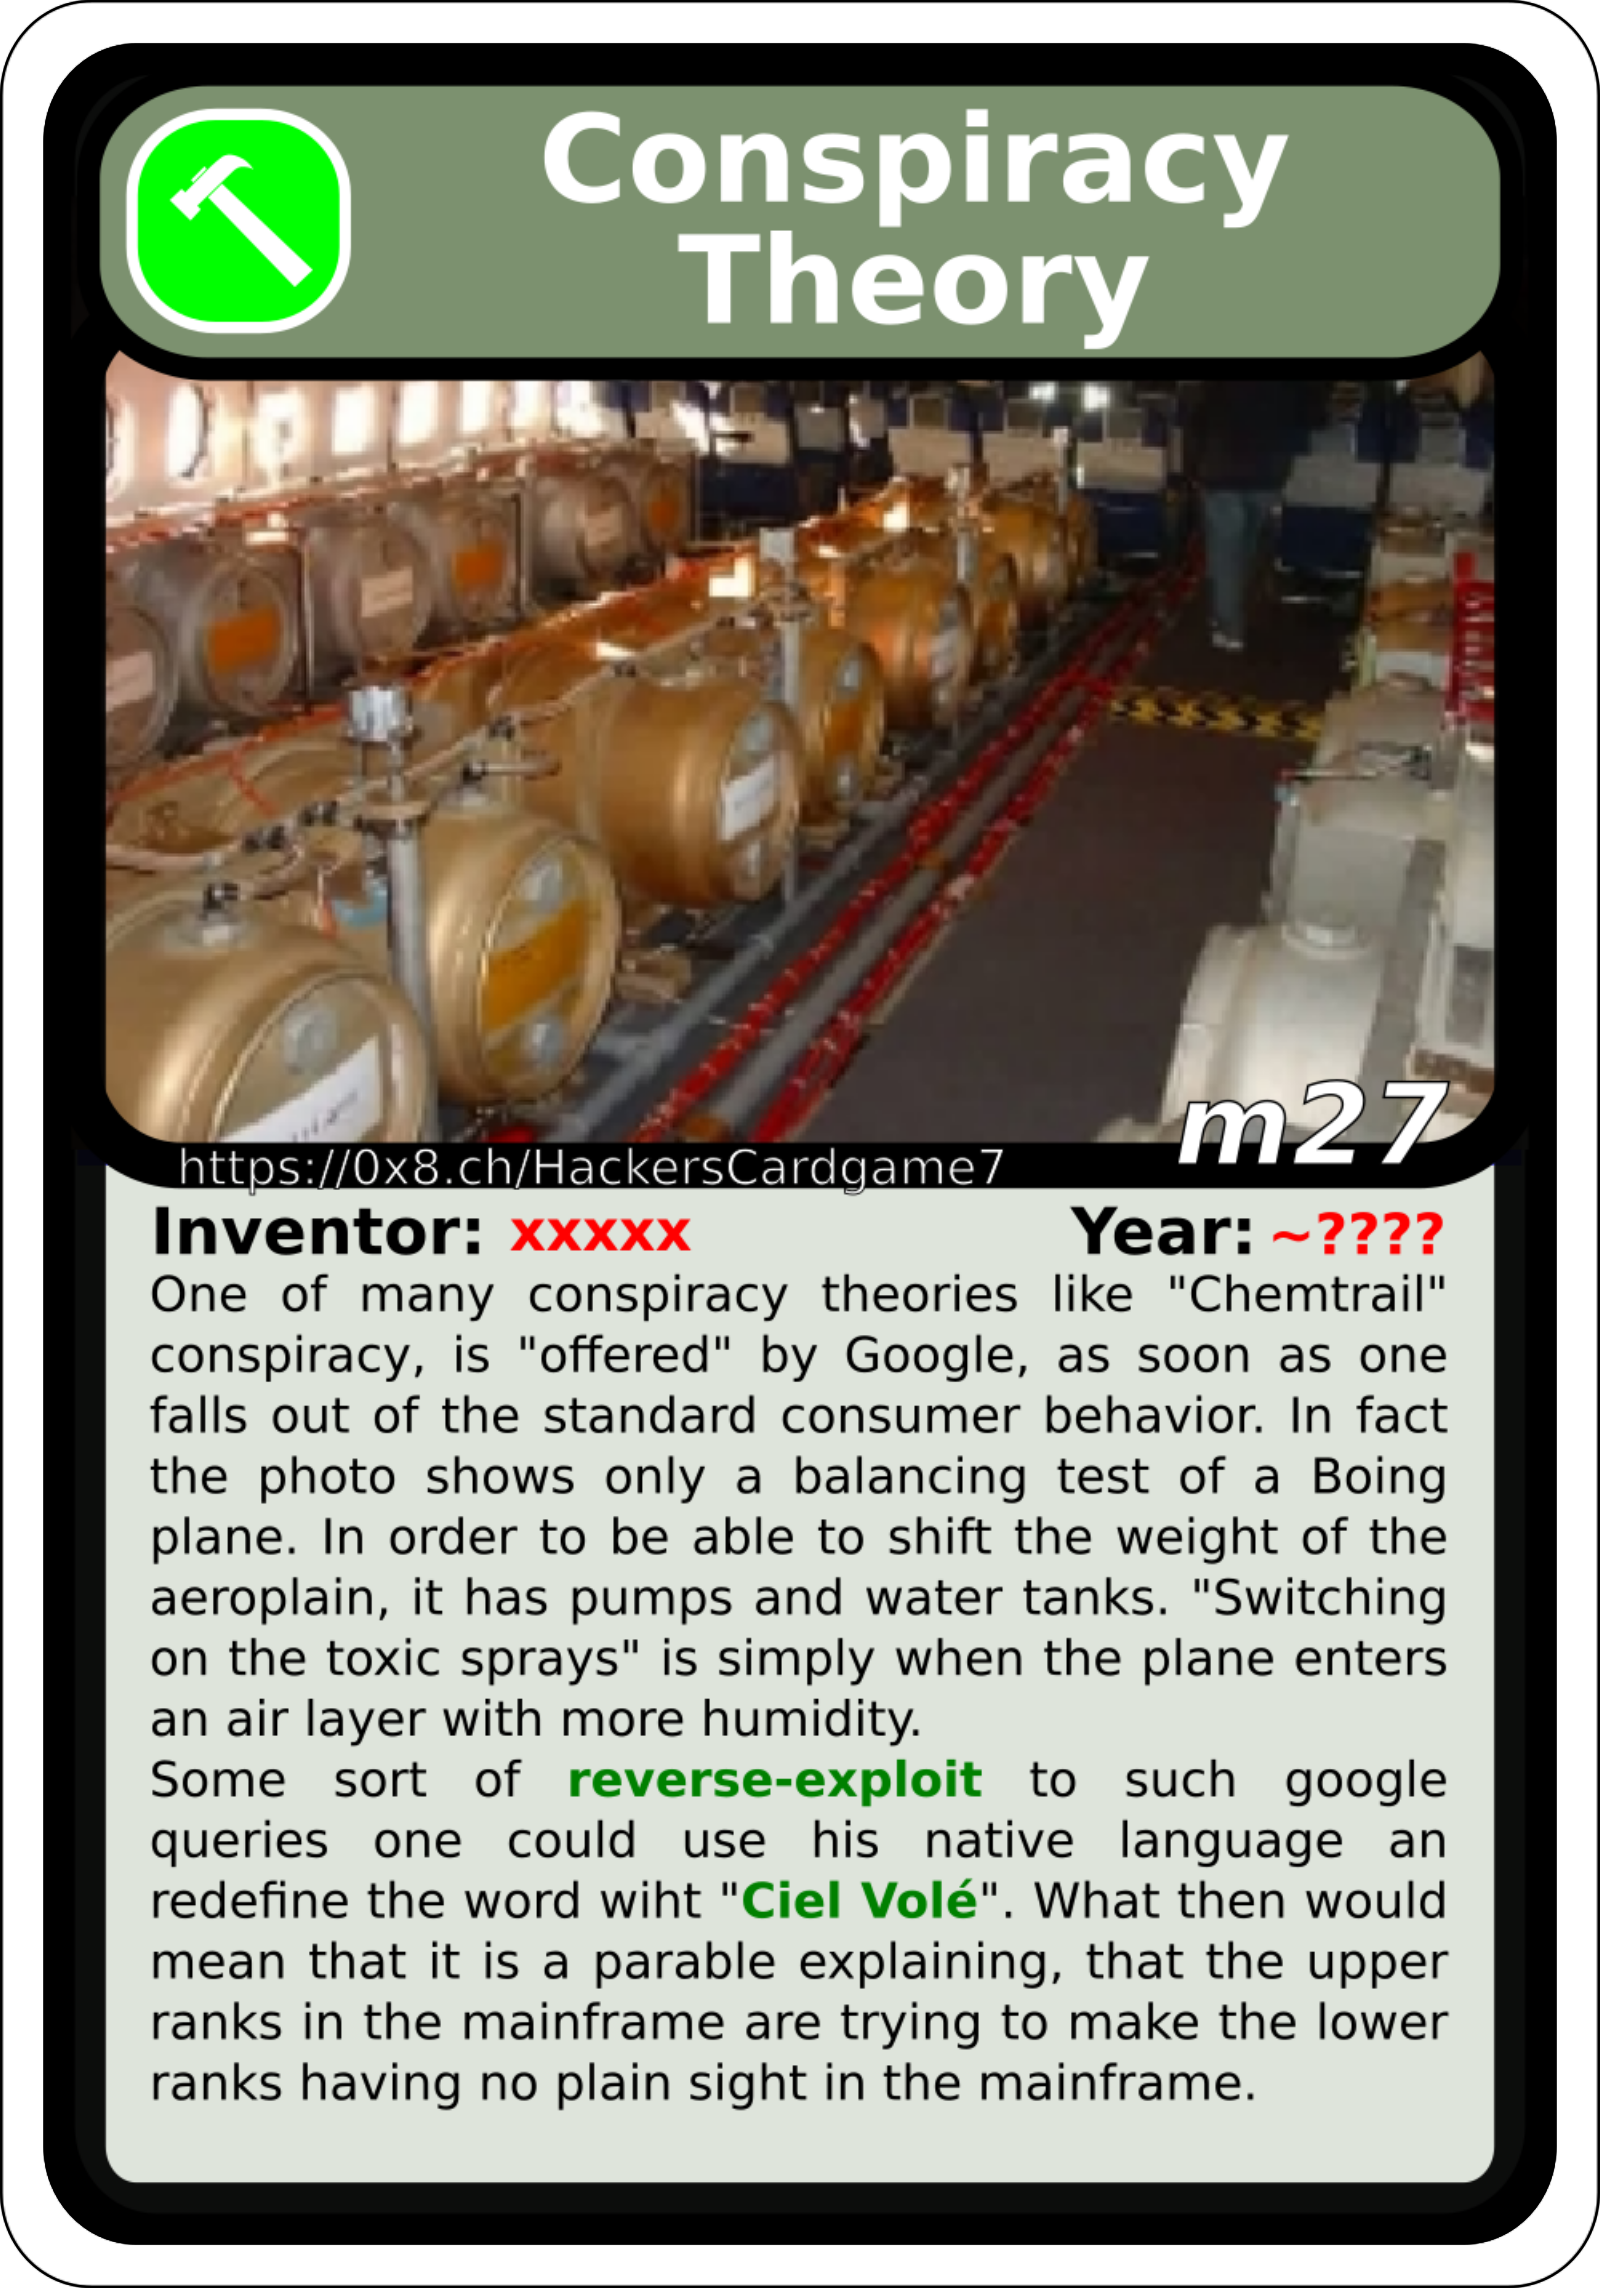 Conspiracy
Theory
m27
https://0x8.ch/HackersCardgame7
Inventor: xxxxx Year: ~????
One of many conspiracy theories like "Chemtrail"
conspiracy, is "offered" by Google, as soon as one
falls out of the standard consumer behavior. In fact
the photo shows only a balancing test of a Boing
plane. In order to be able to shift the weight of the
aeroplain, it has pumps and water tanks. "Switching
on the toxic sprays" is simply when the plane enters
an air layer with more humidity.
Some sort of reverse-exploit to such google
queries one could use his native language an
redefine the word wiht "Ciel Volé". What then would
mean that it is a parable explaining, that the upper
ranks in the mainframe are trying to make the lower
ranks having no plain sight in the mainframe.